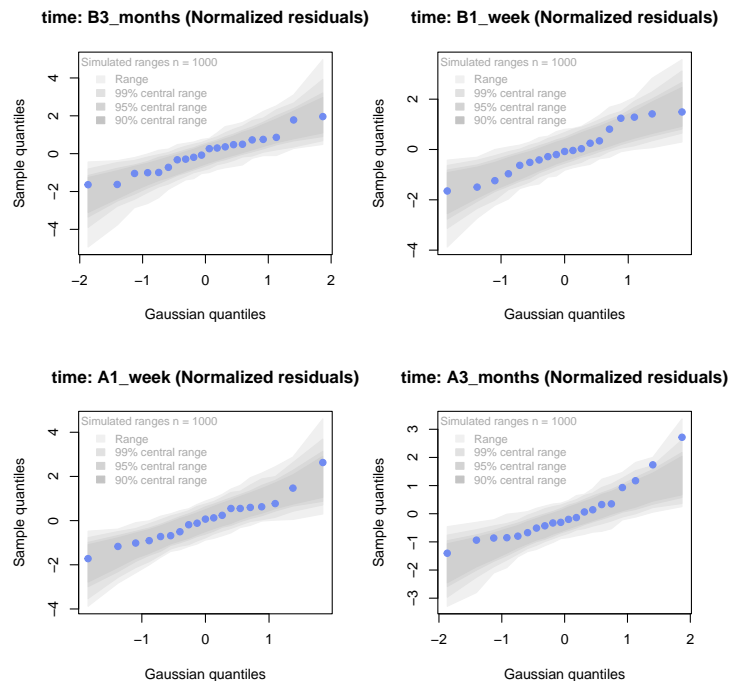 time: B3_months (Normalized residuals)
Simulated ranges n = 1000
Range
99% central range
95% central range
90% central range
Sample quantiles
4
2
0
−2
−4
−2
−1
0
1
2
Gaussian quantiles
time: B1_week (Normalized residuals)
Simulated ranges n = 1000
Range
99% central range
95% central range
90% central range
Sample quantiles
2
0
−2
−4
−1
0
1
2
Gaussian quantiles
time: A1_week (Normalized residuals)
Simulated ranges n = 1000
Range
99% central range
95% central range
90% central range
Sample quantiles
4
2
0
−2
−4
−1
0
1
Gaussian quantiles
time: A3_months (Normalized residuals)
Simulated ranges n = 1000
Range
99% central range
95% central range
90% central range
Sample quantiles
3
2
1
0
−1
−2
−3
−2
−1
0
1
2
Gaussian quantiles